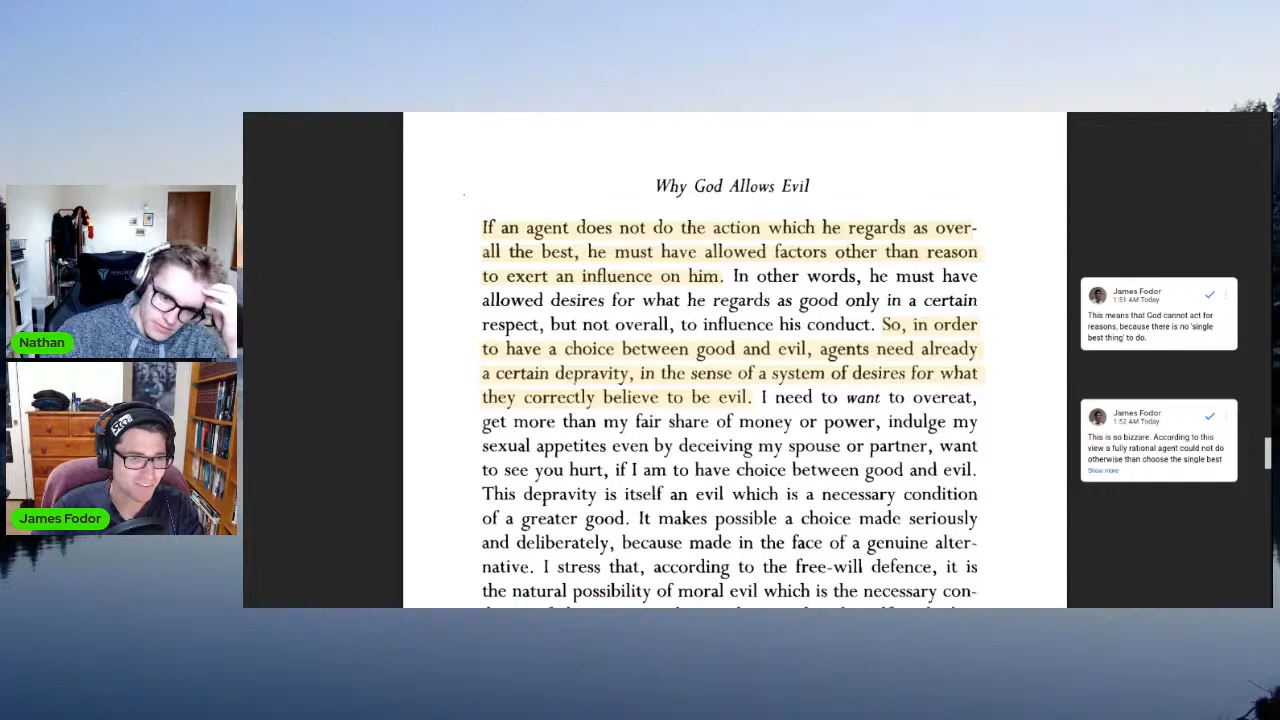 Why God Allows Evil
If an agent does not do the action which he regards as over-
all the best, he must have allowed factors other than reason
to exert an influence on him. In other words, he must have
allowed desires for what he regards as good only in a certain
respect, but not overall, to influence his conduct. So, in order
to have a choice between good and evil, agents need already
a certain depravity, in the sense of a system of desires for what
they correctly believe to be evil. I need to want to overeat,
get more than my fair share of money or power, indulge my
sexual appetites even by deceiving my spouse or partner, want
to see you hurt, if I am to have choice between good and evil.
This depravity is itself an evil which is a necessary condition
of a greater good. It makes possible a choice made seriously
and deliberately, because made in the face of a genuine alter-
native. I stress that, according to the free-will defence, it is
the natural possibility of moral evil which is the necessary con-
James Fodor
1:51 AM Today
This means that God cannot act for
reasons, because there is no 'single
best thing' to do.
James Fodor
1:52 AM Today
This is so bizzare. According to this
view a fully rational agent could not do
otherwise than choose the single best
Show more
Nathan
SKAI
James Fodor